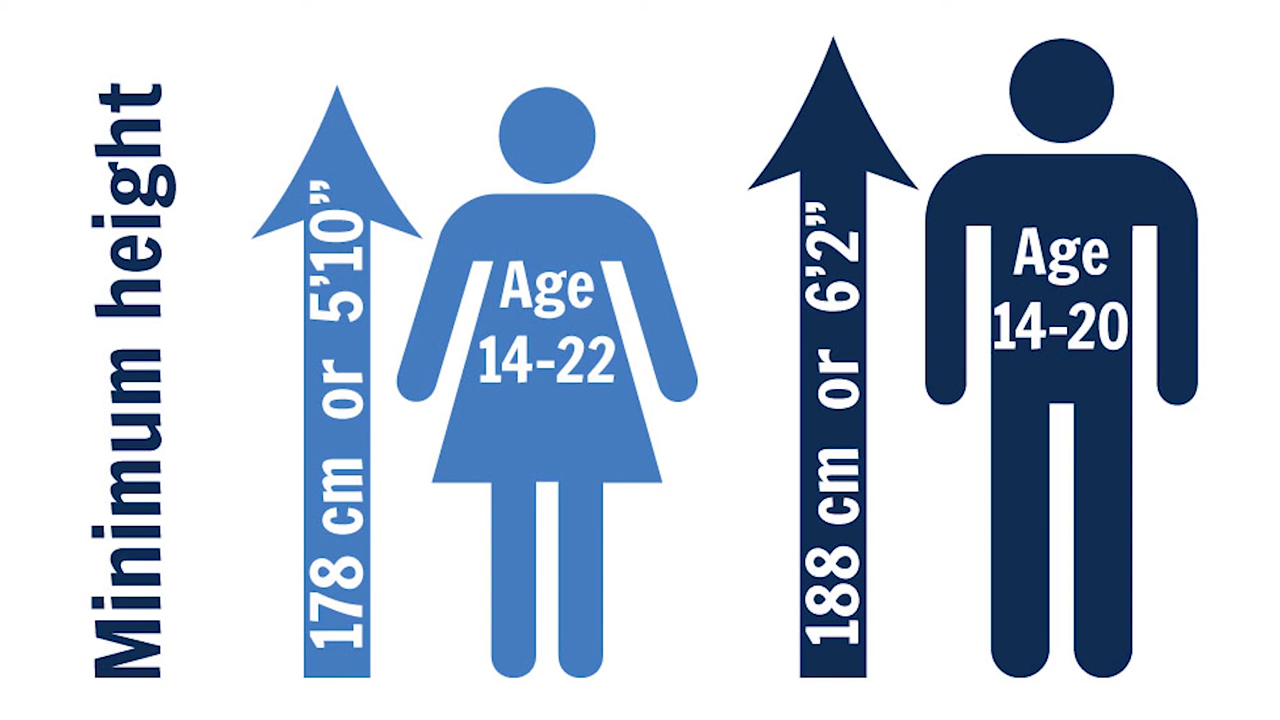 Minimum height
178 cm or 5’10”
Age
14-22
188 cm or 6’2”
Age
14-20